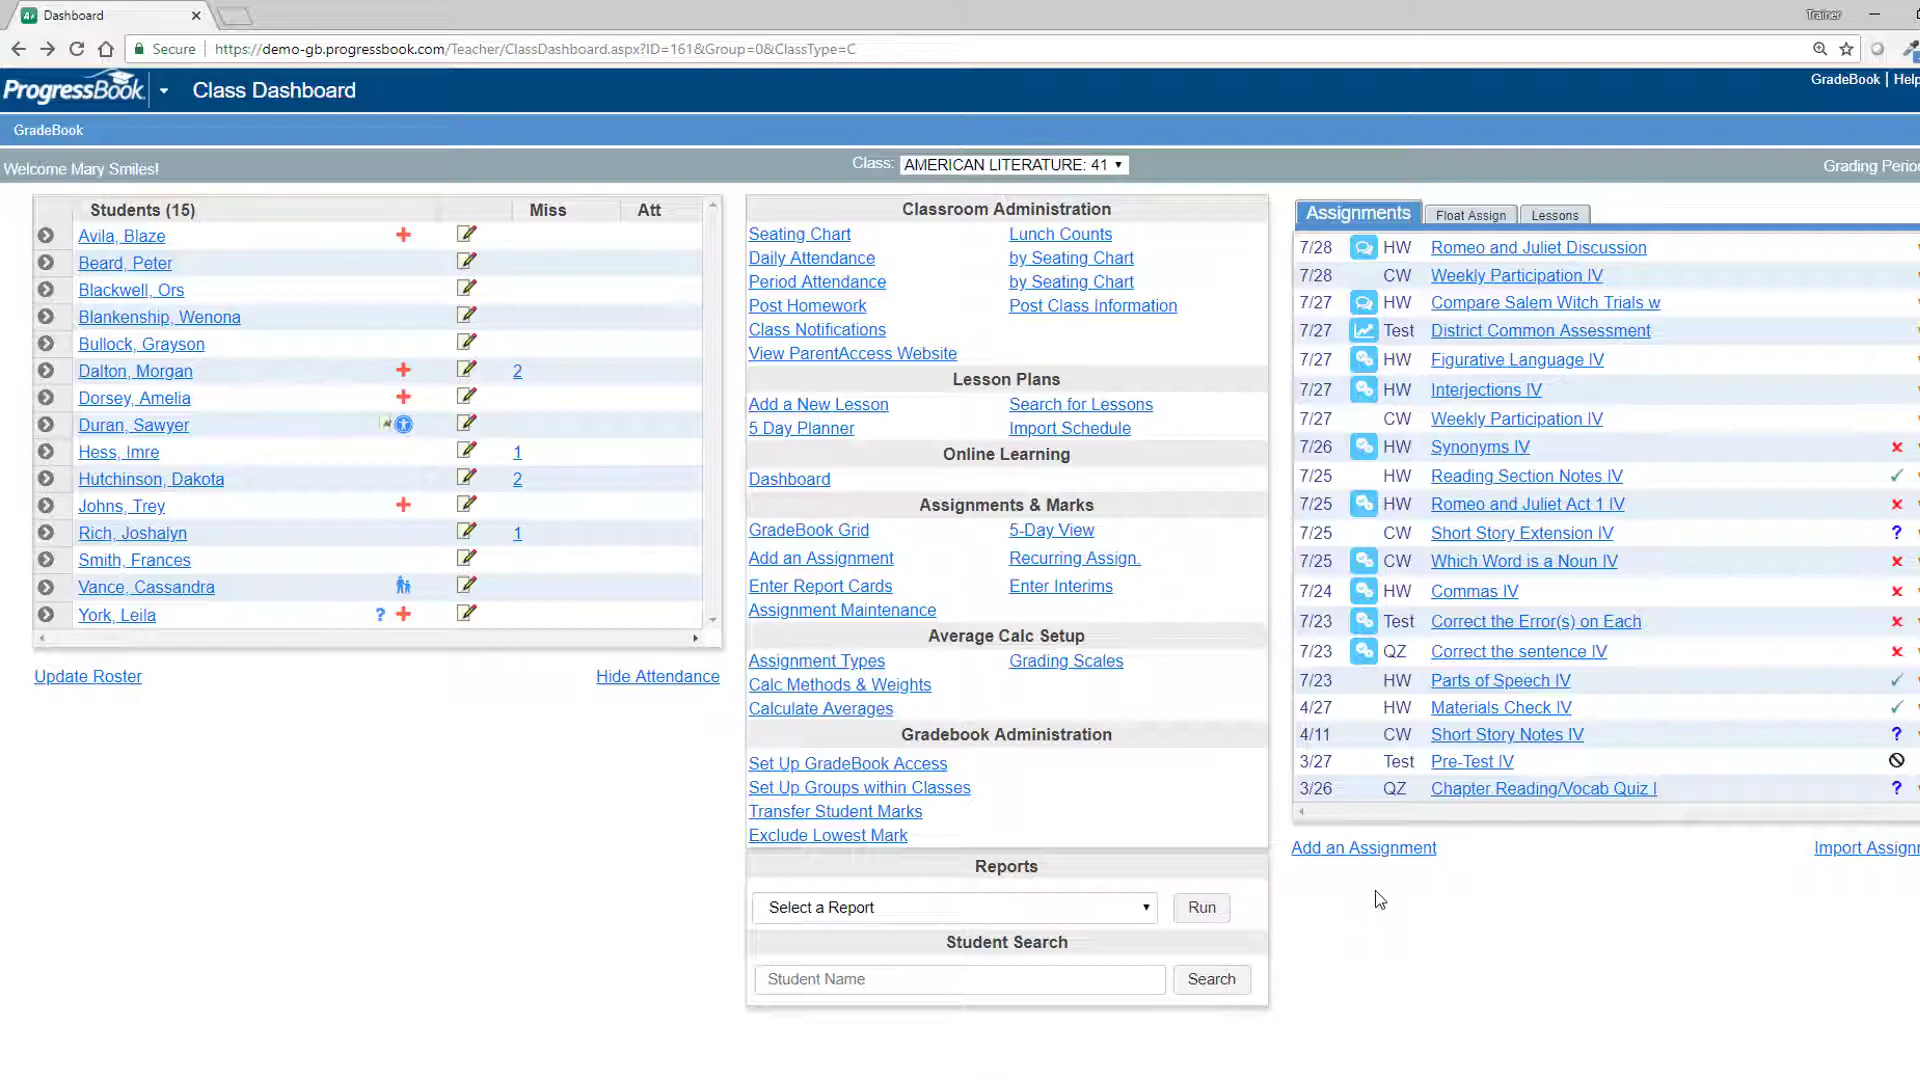 Dashboard
Trainer
Secure https://demo-gb.progressbook.com/Teacher/ClassDashboard.aspx?ID=161&Group=0&ClassType=C
ProgressBook Class Dashboard
GradeBook | Help
GradeBook
Welcome Mary Smiles!
Class: AMERICAN LITERATURE: 41
Grading
Students (15) Miss Att
Avila, Blaze
Beard, Peter
Blackwell, Ors
Blankenship, Wenona
Bullock, Grayson
Dalton, Morgan 2
Dorsey, Amelia
Duran, Sawyer
Hess, Imre 1
Hutchinson, Dakota 2
Johns, Trey
Rich, Joshalyn 1
Smith, Frances
Vance, Cassandra
York, Leila ?
Update Roster Hide Attendance
Classroom Administration
Seating Chart Lunch Counts
Daily Attendance by Seating Chart
Period Attendance by Seating Chart
Post Homework Post Class Information
Class Notifications
View ParentAccess Website
Lesson Plans
Add a New Lesson Search for Lessons
5 Day Planner Import Schedule
Online Learning
Dashboard
Assignments & Marks
GradeBook Grid 5-Day View
Add an Assignment Recurring Assign.
Enter Report Cards Enter Interims
Assignment Maintenance
Average Calc Setup
Assignment Types Grading Scales
Calc Methods & Weights
Calculate Averages
Gradebook Administration
Set Up GradeBook Access
Set Up Groups within Classes
Transfer Student Marks
Exclude Lowest Mark
Reports
Select a Report Run
Student Search
Student Name Search
Assignments Float Assign Lessons
7/28 HW Romeo and Juliet Discussion
7/28 CW Weekly Participation IV
7/27 HW Compare Salem Witch Trials w
7/27 Test District Common Assessment
7/27 HW Figurative Language IV
7/27 HW Interjections IV
7/27 CW Weekly Participation IV
7/26 HW Synonyms IV
7/25 HW Reading Section Notes IV
7/25 HW Romeo and Juliet Act 1 IV
7/25 CW Short Story Extension IV ?
7/25 CW Which Word is a Noun IV
7/24 HW Commas IV
7/23 Test Correct the Error(s) on Each
7/23 QZ Correct the sentence IV
7/23 HW Parts of Speech IV
4/27 HW Materials Check IV
4/11 CW Short Story Notes IV ?
3/27 Test Pre-Test IV
3/26 QZ Chapter Reading/Vocab Quiz I ?
Add an Assignment Import